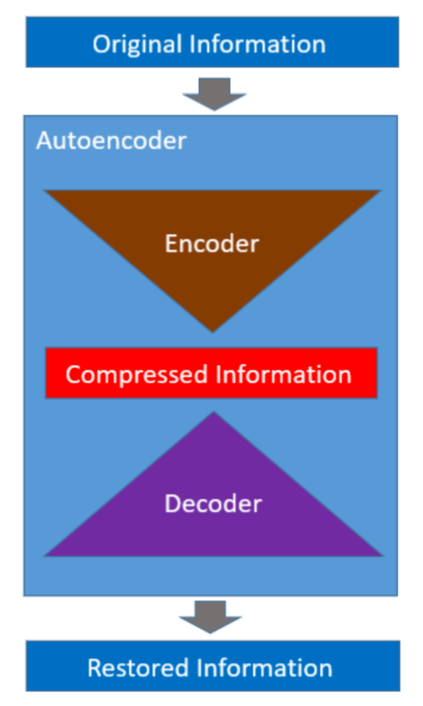 Original Information
Autoencoder
Encoder
Compressed Information
Decoder
Restored Information